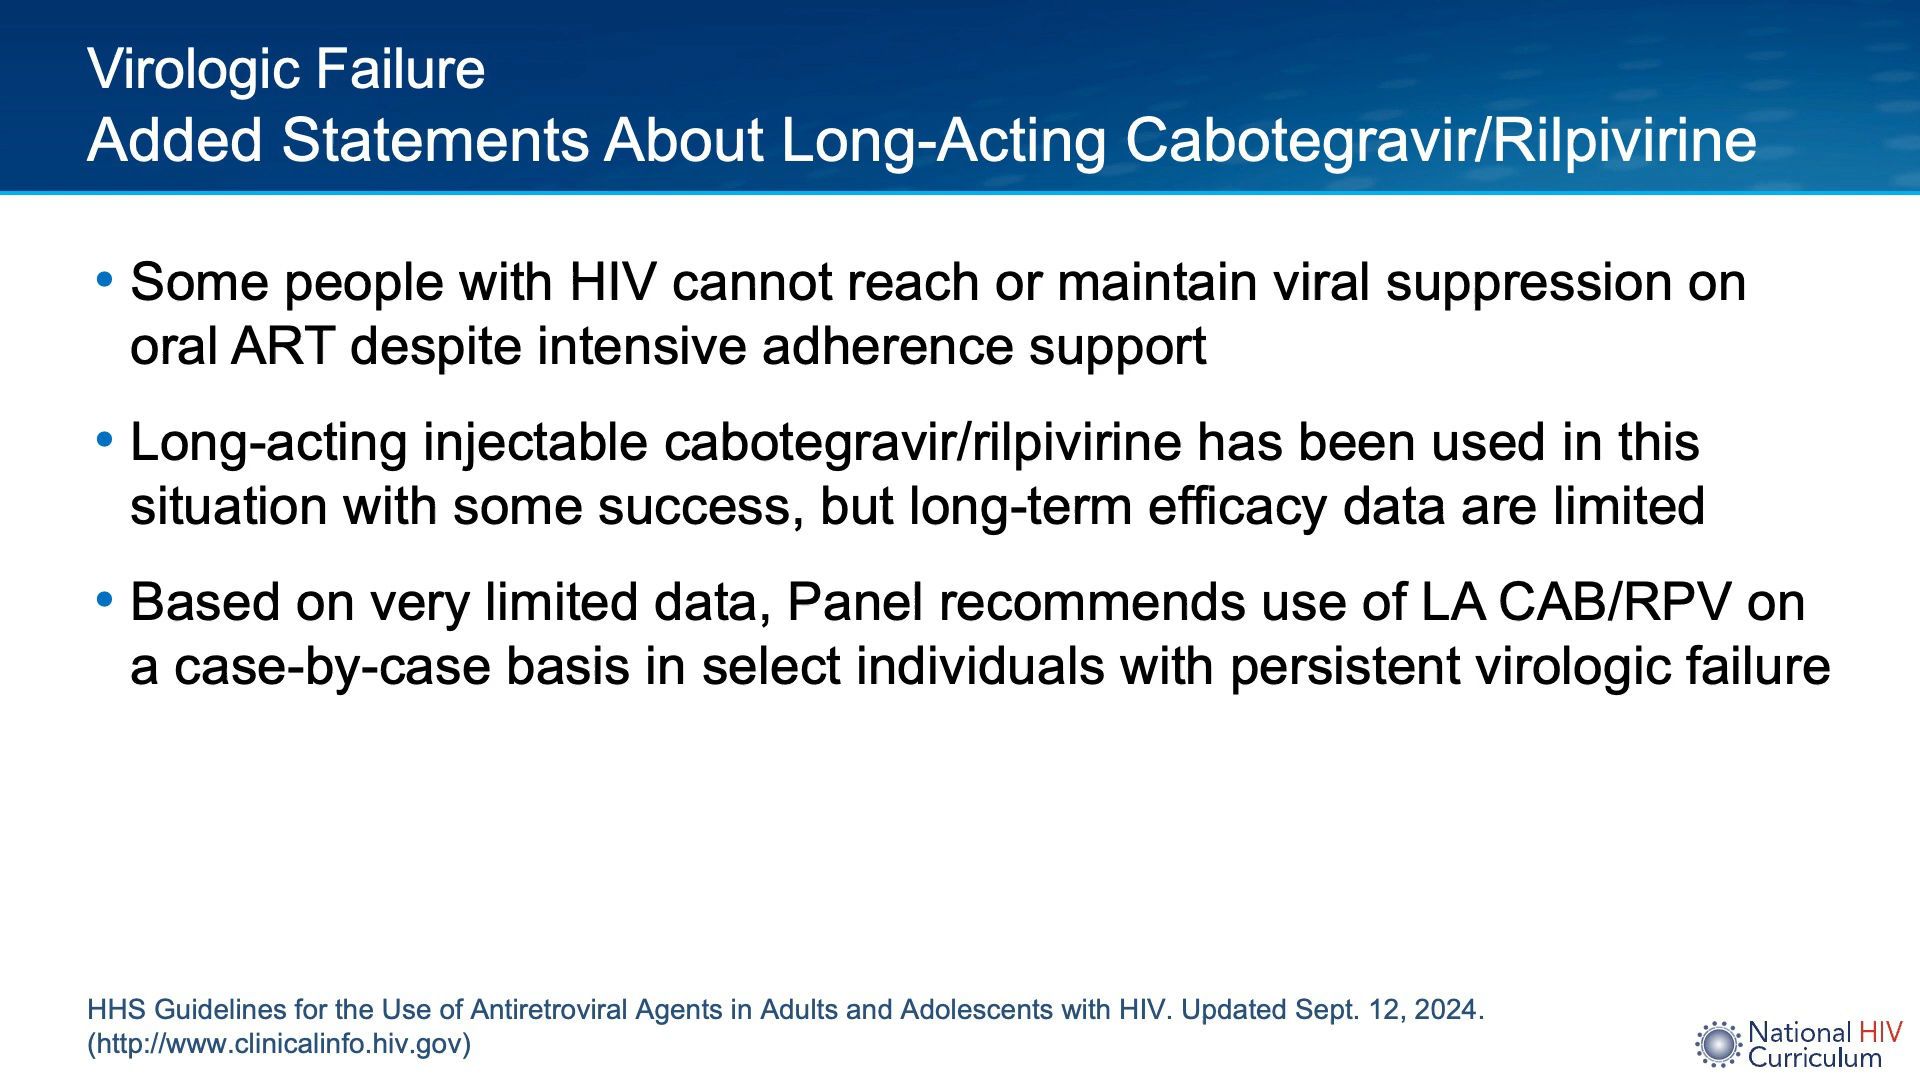 Virologic Failure
Added Statements About Long-Acting Cabotegravir/Rilpivirine
• Some people with HIV cannot reach or maintain viral suppression on
oral ART despite intensive adherence support
• Long-acting injectable cabotegravir/rilpivirine has been used in this
situation with some success, but long-term efficacy data are limited
• Based on very limited data, Panel recommends use of LA CAB/RPV on
a case-by-case basis in select individuals with persistent virologic failure
HHS Guidelines for the Use of Antiretroviral Agents in Adults and Adolescents with HIV. Updated Sept. 12, 2024.
(http://www.clinicalinfo.hiv.gov)
National HIV
Curriculum